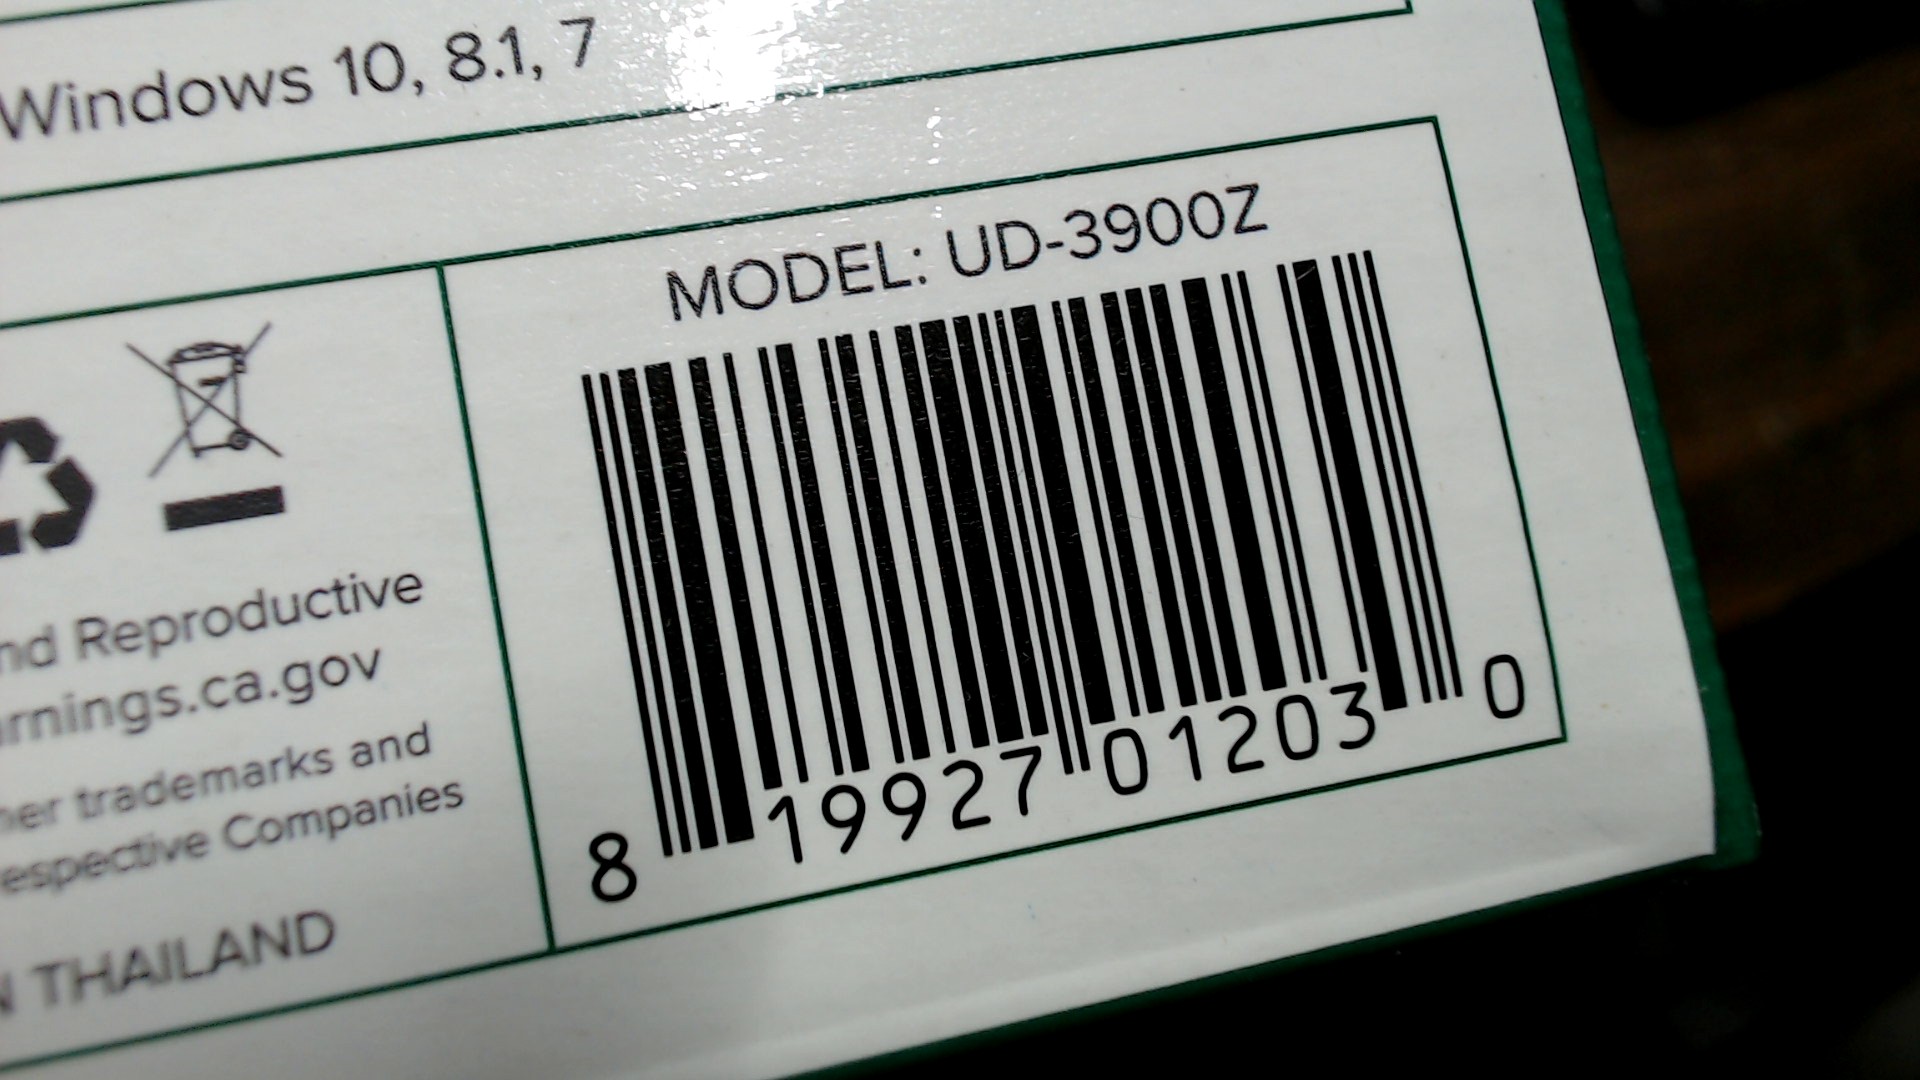 Windows 10, 8.1, 7
MODEL: UD-3900Z
nd Reproductive
rnings.ca.gov
ner trademarks and
espective Companies
N THAILAND
8 19927 01203 0